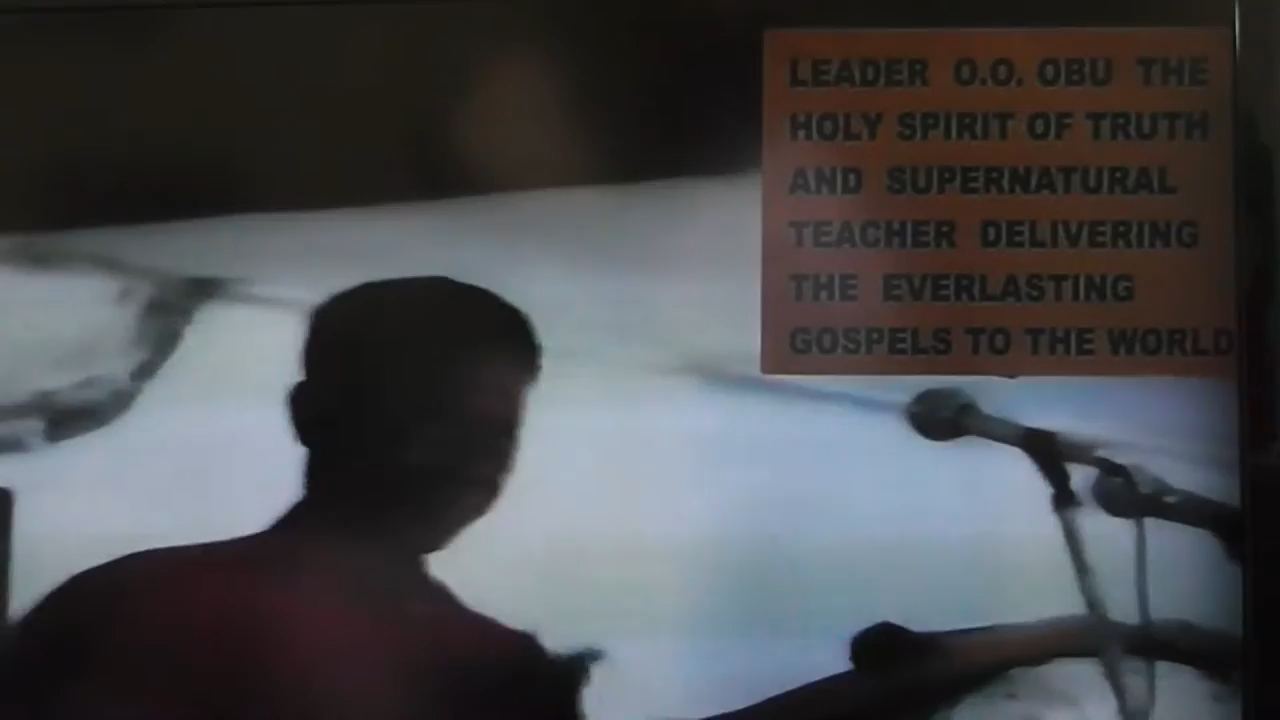 LEADER O.O. OBU THE
HOLY SPIRIT OF TRUTH
AND SUPERNATURAL
TEACHER DELIVERING
THE EVERLASTING
GOSPELS TO THE WORLD